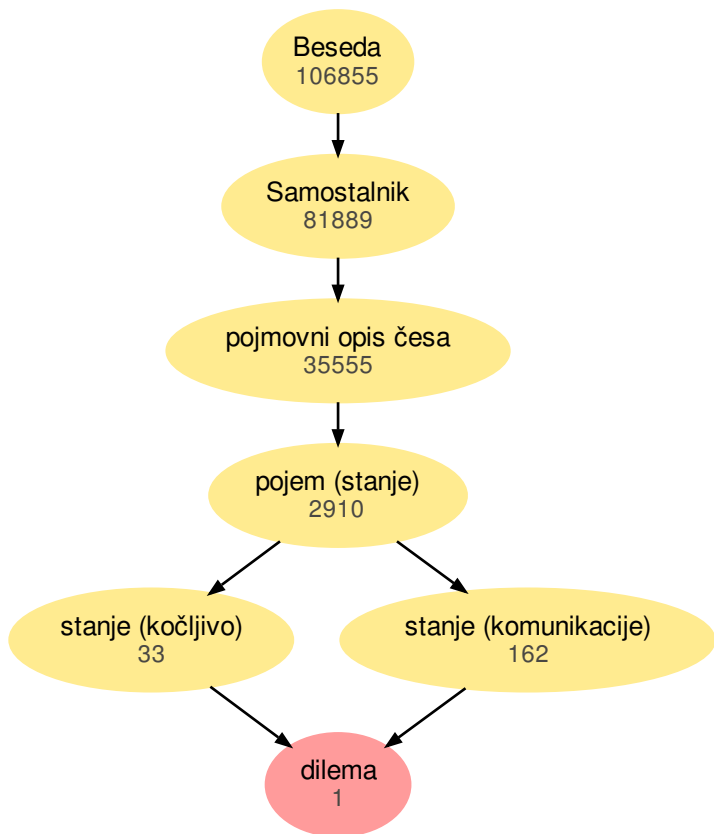 Beseda
106855
Samostalnik
81889
pojmovni opis česa
35555
pojem (stanje)
2910
stanje (kočljivo)
33
stanje (komunikacije)
162
dilema
1